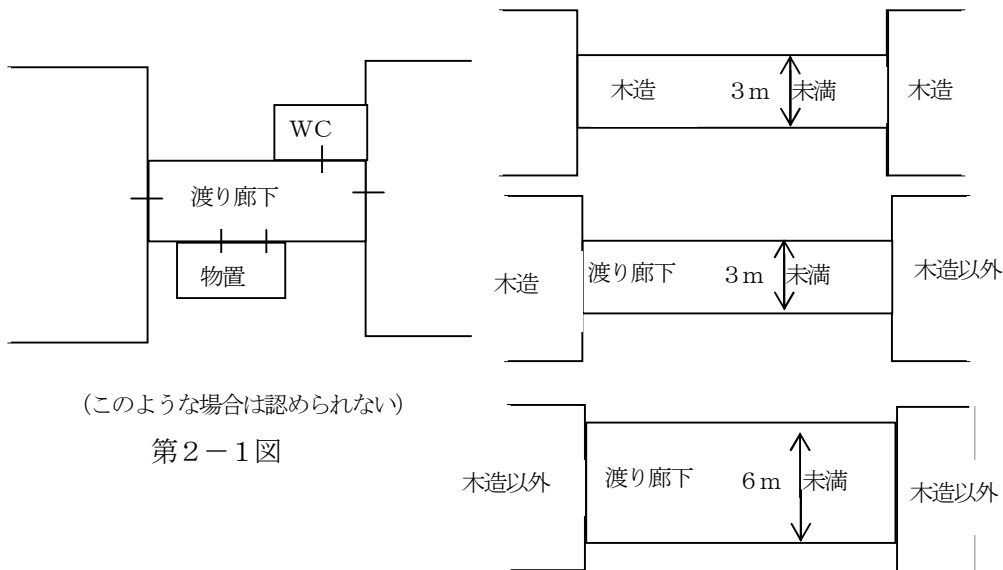 WC
渡り廊下
物置
(このような場合は認められない)
第2-1図
木造 3m 未満 木造
木造 渡り廊下 3m 未満 木造以外
木造以外 渡り廊下 6m 未満 木造以外